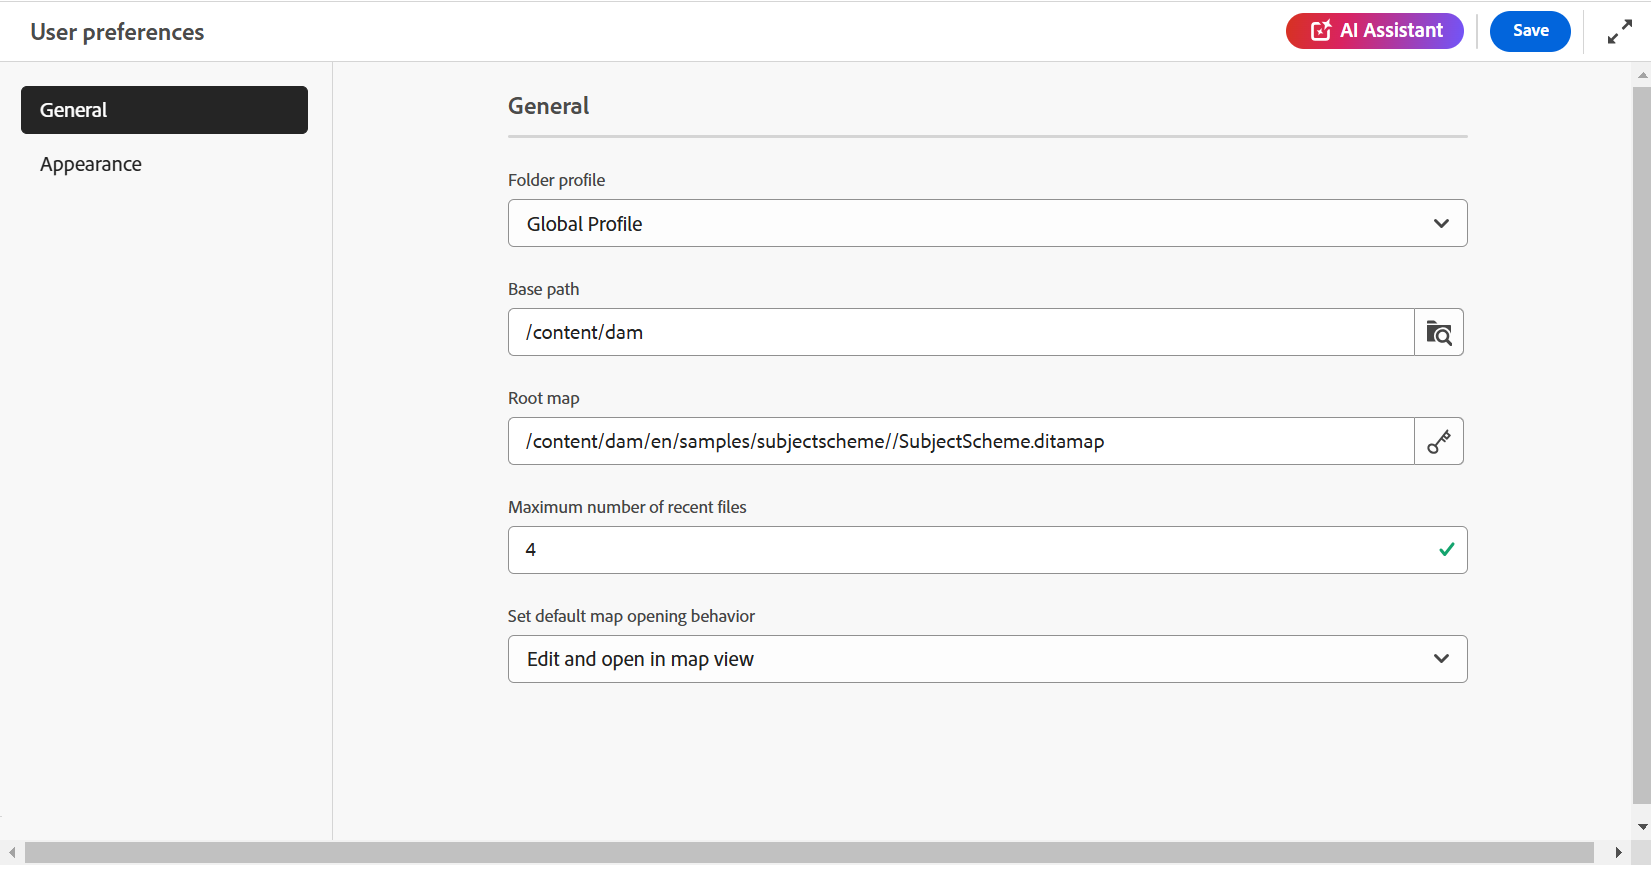 User preferences
AI Assistant
Save
General
Appearance
General
Folder profile
Global Profile
Base path
/content/dam
Root map
/content/dam/en/samples/subjectscheme//SubjectScheme.ditamap
Maximum number of recent files
4
Set default map opening behavior
Edit and open in map view